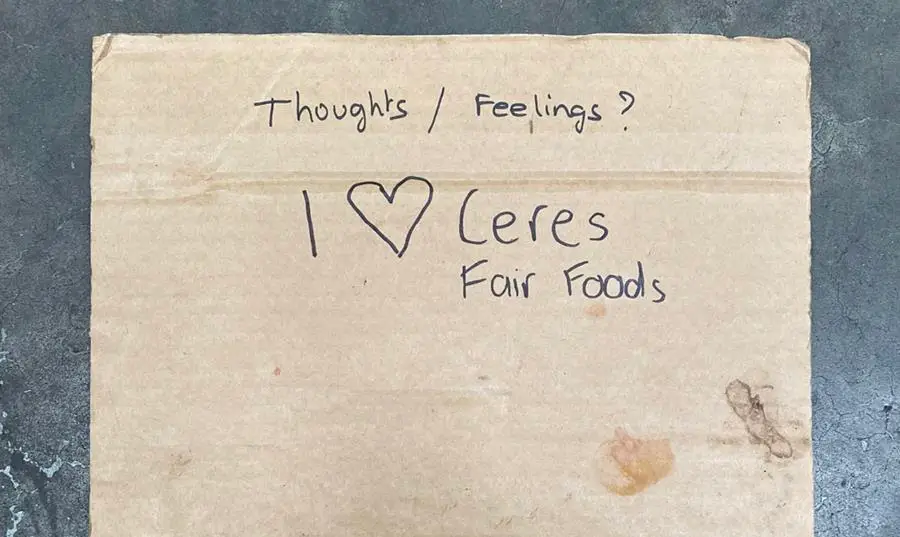 Thoughts / Feelings?
I ♡ Ceres
Fair Foods